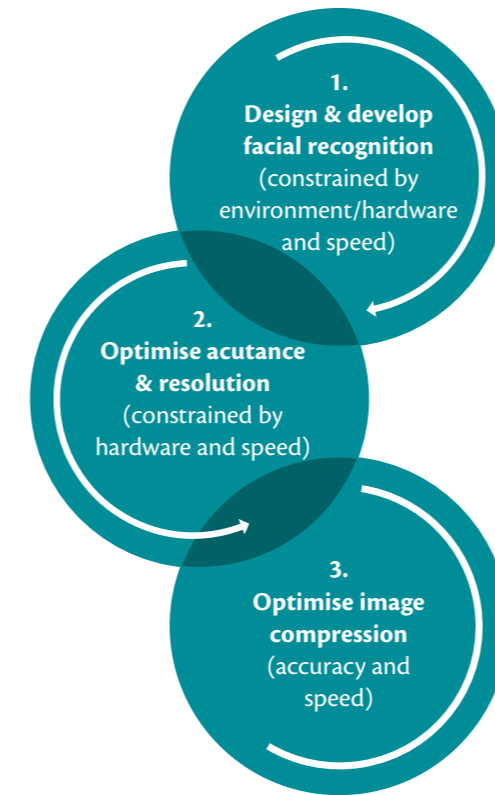 1.
Design & develop
facial recognition
(constrained by
environment/hardware
and speed)
2.
Optimise acutance
& resolution
(constrained by
hardware and speed)
3.
Optimise image
compression
(accuracy and
speed)